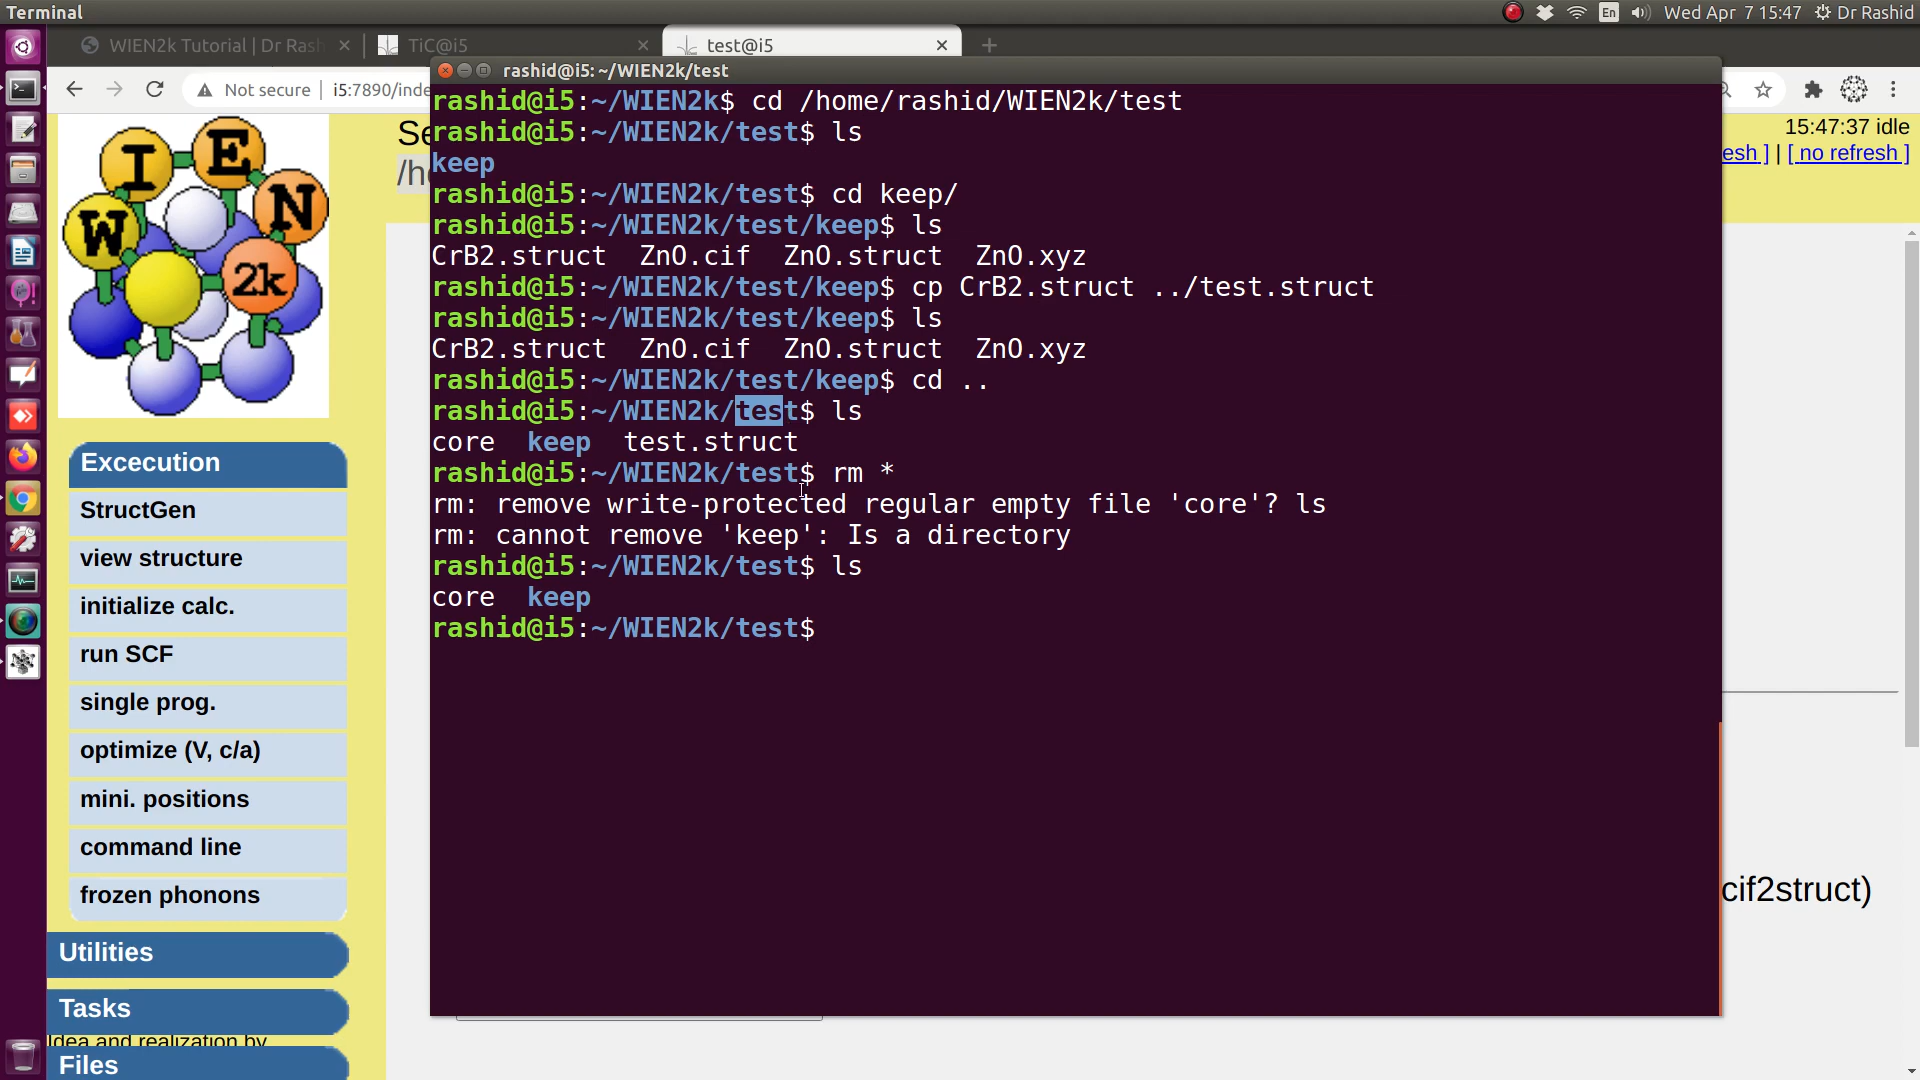 Terminal
En
Wed Apr 7 15:47
Dr Rashid
WIEN2k Tutorial | Dr Rash
TiC@i5
test@i5
Not secure | i5:7890/inde
rashid@i5: ~/WIEN2k/test
rashid@i5:~/WIEN2k$ cd /home/rashid/WIEN2k/test
rashid@i5:~/WIEN2k/test$ ls
keep
rashid@i5:~/WIEN2k/test$ cd keep/
rashid@i5:~/WIEN2k/test/keep$ ls
CrB2.struct  ZnO.cif  ZnO.struct  ZnO.xyz
rashid@i5:~/WIEN2k/test/keep$ cp CrB2.struct ../test.struct
rashid@i5:~/WIEN2k/test/keep$ ls
CrB2.struct  ZnO.cif  ZnO.struct  ZnO.xyz
rashid@i5:~/WIEN2k/test/keep$ cd ..
rashid@i5:~/WIEN2k/test$ ls
core  keep  test.struct
rashid@i5:~/WIEN2k/test$ rm *
rm: remove write-protected regular empty file 'core'? ls
rm: cannot remove 'keep': Is a directory
rashid@i5:~/WIEN2k/test$ ls
core  keep
rashid@i5:~/WIEN2k/test$
15:47:37 idle
esh ] | [ no refresh ]
Se
/ho
cif2struct)
W I E N 2k
Excecution
StructGen
view structure
initialize calc.
run SCF
single prog.
optimize (V, c/a)
mini. positions
command line
frozen phonons
Utilities
Tasks
Idea and realization by
Files